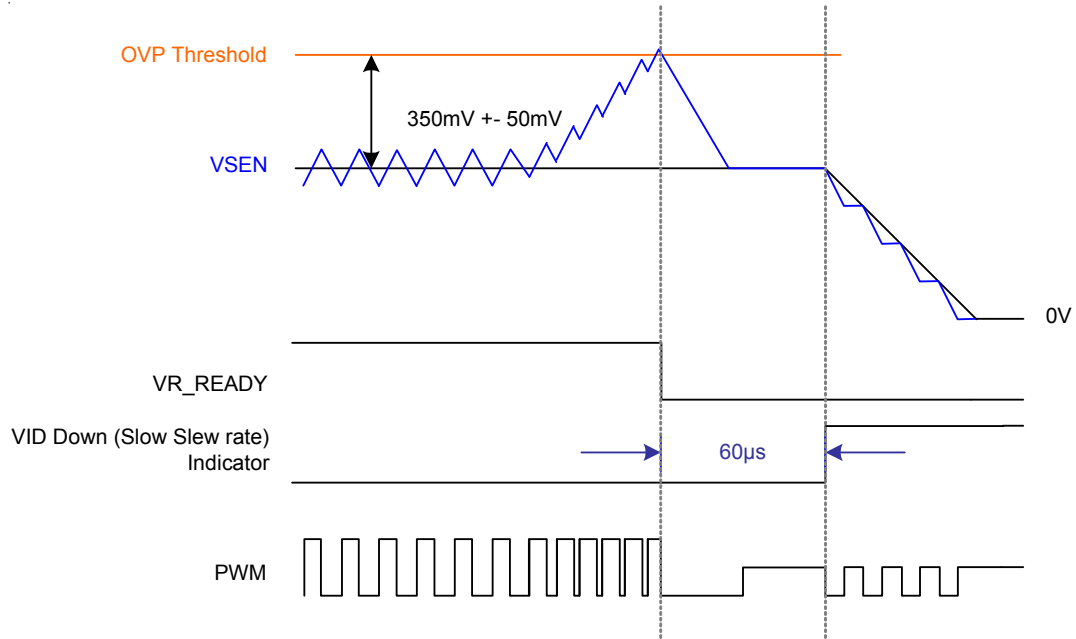 OVP Threshold
350mV +- 50mV
VSEN
0V
VR_READY
VID Down (Slow Slew rate)
Indicator
60µs
PWM